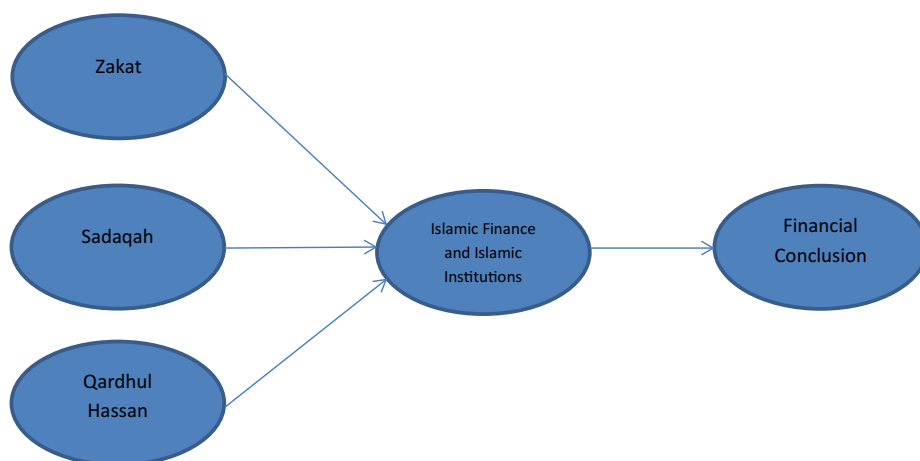 Zakat
Sadaqah
Qardhul
Hassan
Islamic Finance
and Islamic
Institutions
Financial
Conclusion